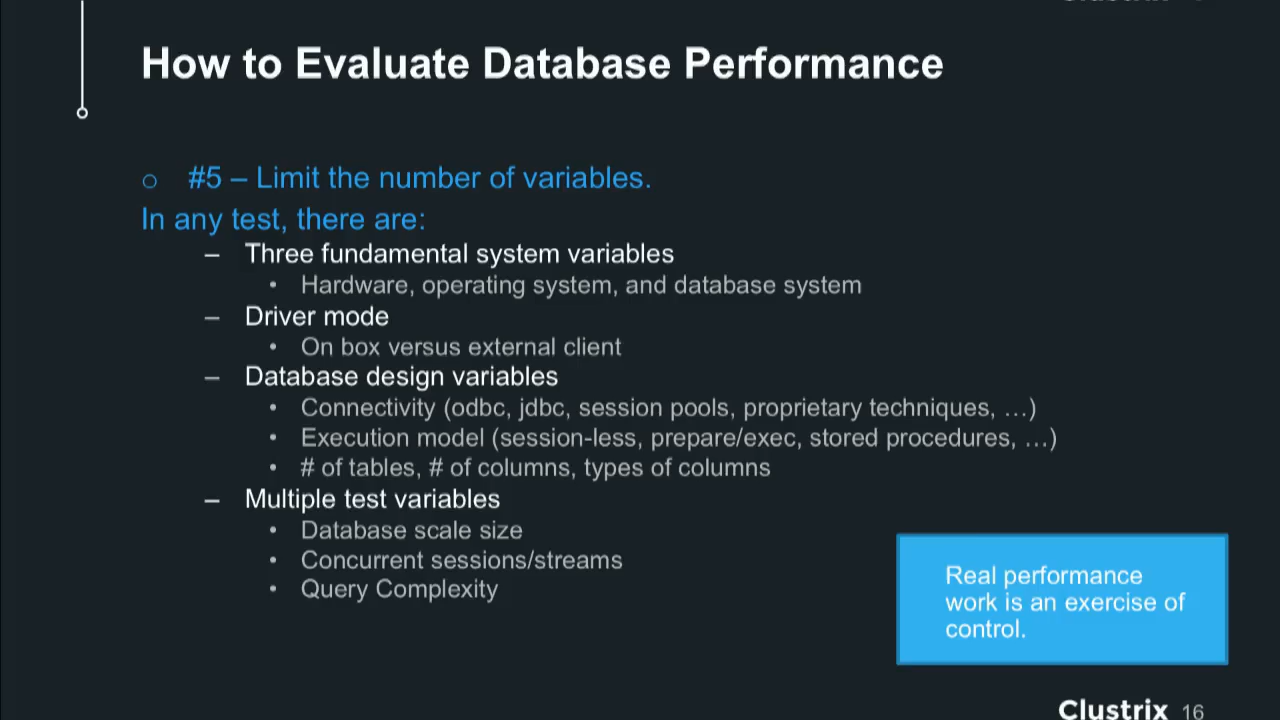 How to Evaluate Database Performance
o #5 – Limit the number of variables.
In any test, there are:
– Three fundamental system variables
• Hardware, operating system, and database system
– Driver mode
• On box versus external client
– Database design variables
• Connectivity (odbc, jdbc, session pools, proprietary techniques, …)
• Execution model (session-less, prepare/exec, stored procedures, …)
• # of tables, # of columns, types of columns
– Multiple test variables
• Database scale size
• Concurrent sessions/streams
• Query Complexity
Real performance
work is an exercise of
control.
Clustrix 16